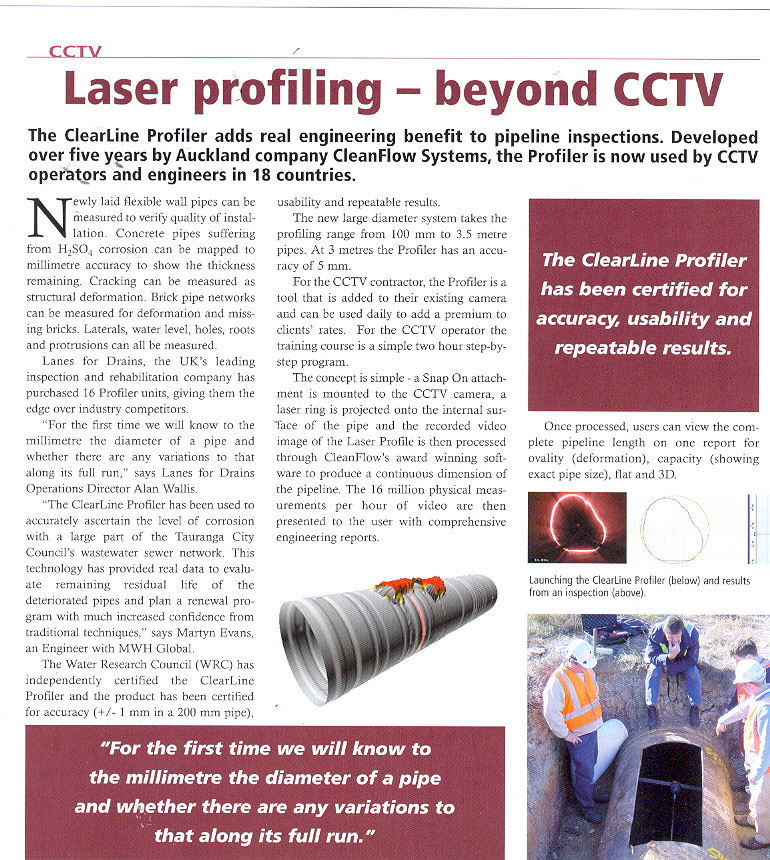 CCTV
Laser profiling – beyond CCTV
The ClearLine Profiler adds real engineering benefit to pipeline inspections. Developed
over five years by Auckland company CleanFlow Systems, the Profiler is now used by CCTV
operators and engineers in 18 countries.
Newly laid flexible wall pipes can be
measured to verify quality of instal-
lation. Concrete pipes suffering
from H₂SO₄ corrosion can be mapped to
millimetre accuracy to show the thickness
remaining. Cracking can be measured as
structural deformation. Brick pipe networks
can be measured for deformation and miss-
ing bricks. Laterals, water level, holes, roots
and protrusions can all be measured.
Lanes for Drains, the UK's leading
inspection and rehabilitation company has
purchased 16 Profiler units, giving them the
edge over industry competitors.
"For the first time we will know to the
millimetre the diameter of a pipe and
whether there are any variations to that
along its full run," says Lanes for Drains
Operations Director Alan Wallis.
"The ClearLine Profiler has been used to
accurately ascertain the level of corrosion
with a large part of the Tauranga City
Council's wastewater sewer network. This
technology has provided real data to evalu-
ate remaining residual life of the
deteriorated pipes and plan a renewal pro-
gram with much increased confidence from
traditional techniques," says Martyn Evans,
an Engineer with MWH Global.
The Water Research Council (WRC) has
independently certified the ClearLine
Profiler and the product has been certified
for accuracy (+/- 1 mm in a 200 mm pipe),
usability and repeatable results.
The new large diameter system takes the
profiling range from 100 mm to 3.5 metre
pipes. At 3 metres the Profiler has an accu-
racy of 5 mm.
For the CCTV contractor, the Profiler is a
tool that is added to their existing camera
and can be used daily to add a premium to
clients' rates. For the CCTV operator the
training course is a simple two hour step-by-
step program.
The concept is simple - a Snap On attach-
ment is mounted to the CCTV camera, a
laser ring is projected onto the internal sur-
face of the pipe and the recorded video
image of the Laser Profile is then processed
through CleanFlow's award winning soft-
ware to produce a continuous dimension of
the pipeline. The 16 million physical meas-
urements per hour of video are then
presented to the user with comprehensive
engineering reports.
The ClearLine Profiler
has been certified for
accuracy, usability and
repeatable results.
Once processed, users can view the com-
plete pipeline length on one report for
ovality (deformation), capacity (showing
exact pipe size), flat and 3D.
Launching the ClearLine Profiler (below) and results
from an inspection (above).
"For the first time we will know to
the millimetre the diameter of a pipe
and whether there are any variations to
that along its full run."